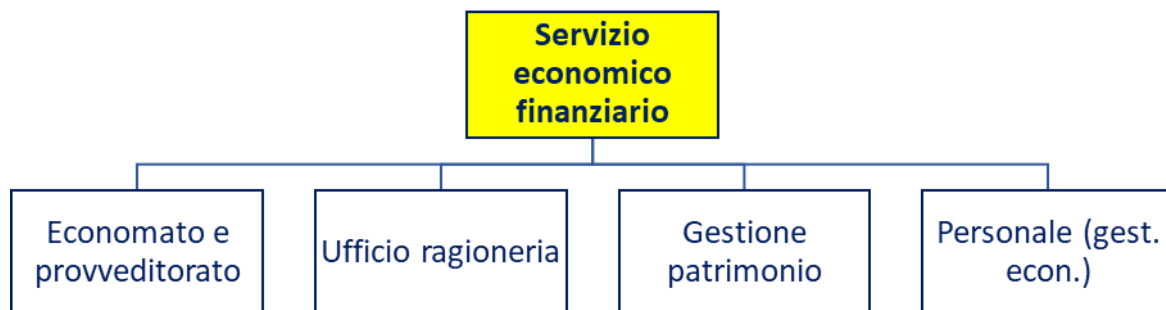 Servizio
economico
finanziario
Economato e
provveditorato
Ufficio ragioneria
Gestione
patrimonio
Personale (gest.
econ.)